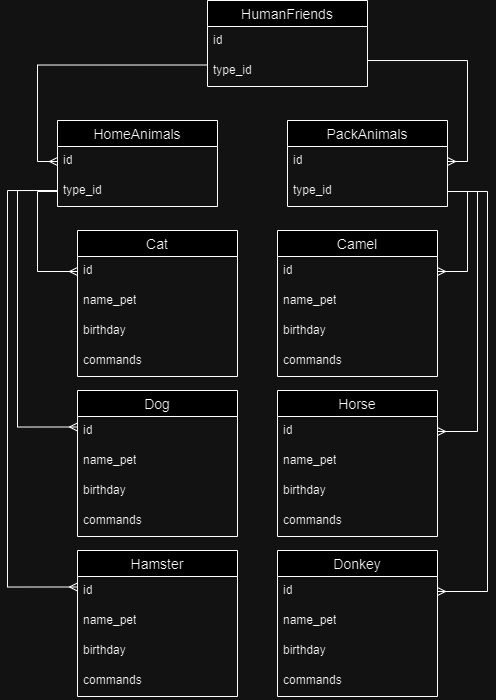 HumanFriends
id
type_id
HomeAnimals
id
type_id
PackAnimals
id
type_id
Cat
id
name_pet
birthday
commands
Camel
id
name_pet
birthday
commands
Dog
id
name_pet
birthday
commands
Horse
id
name_pet
birthday
commands
Hamster
id
name_pet
birthday
commands
Donkey
id
name_pet
birthday
commands